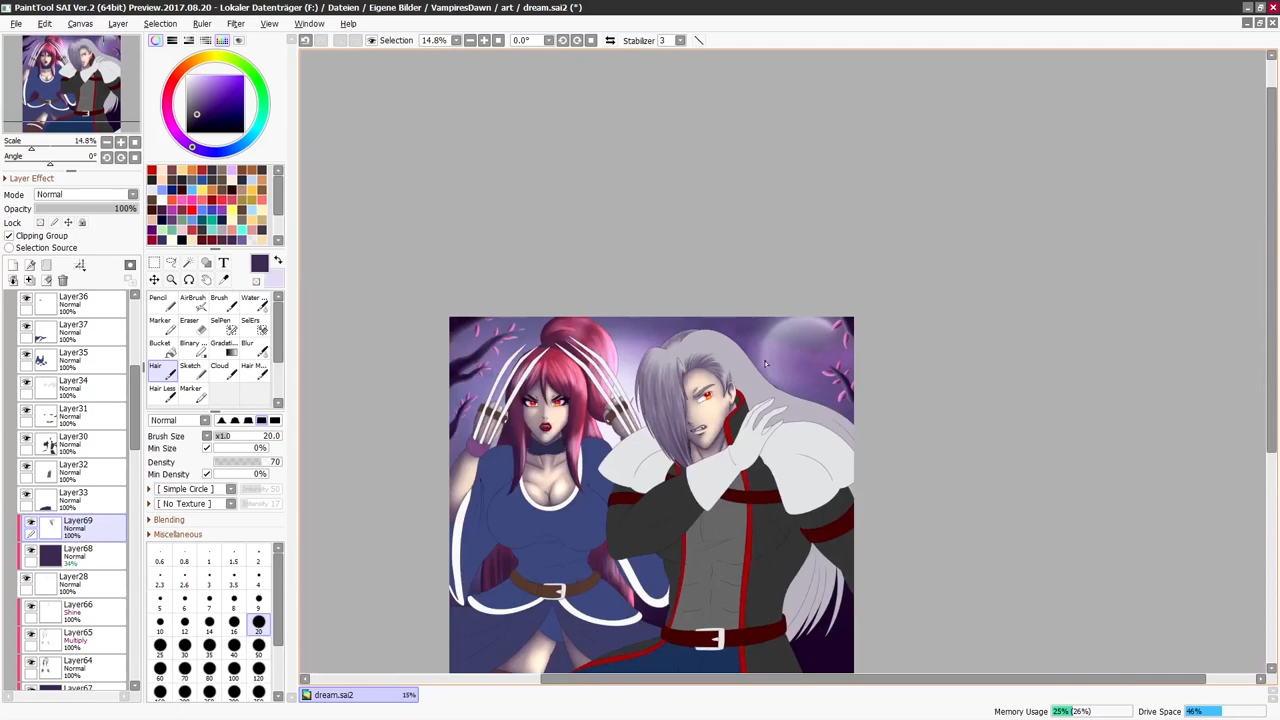 PaintTool SAI Ver.2 (64bit) Preview.2017.08.20 - Lokaler Datenträger (F:) / Dateien / Eigene Bilder / VampiresDawn / art / dream.sai2 (*)
File Edit Canvas Layer Ruler Selection Filter View Window Help
Selection 14.8% 0.0° Stabilizer 3
Scale 14.8%
Angle 0°
Layer Effect
Mode Normal
Opacity 100%
Lock
Clipping Group
Selection Source
Layer36
Normal
100%
Layer37
Normal
100%
Layer35
Normal
100%
Layer34
Normal
100%
Layer31
Normal
100%
Layer30
Normal
100%
Layer32
Normal
100%
Layer33
Normal
100%
Layer69
Normal
100%
Layer68
Normal
34%
Layer28
Normal
100%
Layer66
Shine
100%
Layer65
Multiply
100%
Layer64
Normal
100%
Layer67
T
Pencil AirBrush Brush Water ...
Marker Eraser SelPen SelErs
Bucket Binary ... Gradati... Blur
Hair Sketch Cloud Hair M...
Hair Less Marker
Normal
Brush Size x1.0 20.0
Min Size 0%
Density 70
Min Density 0%
[ Simple Circle ] Intensity 50
[ No Texture ] Intensity 17
Blending
Miscellaneous
0.6 0.8 1 1.5 2
2.3 2.6 3 3.5 4
5 6 7 8 9
10 12 14 16 20
25 30 35 40 50
60 70 80 100 120
dream.sai2 15%
Memory Usage 25% (26%) Drive Space 46%